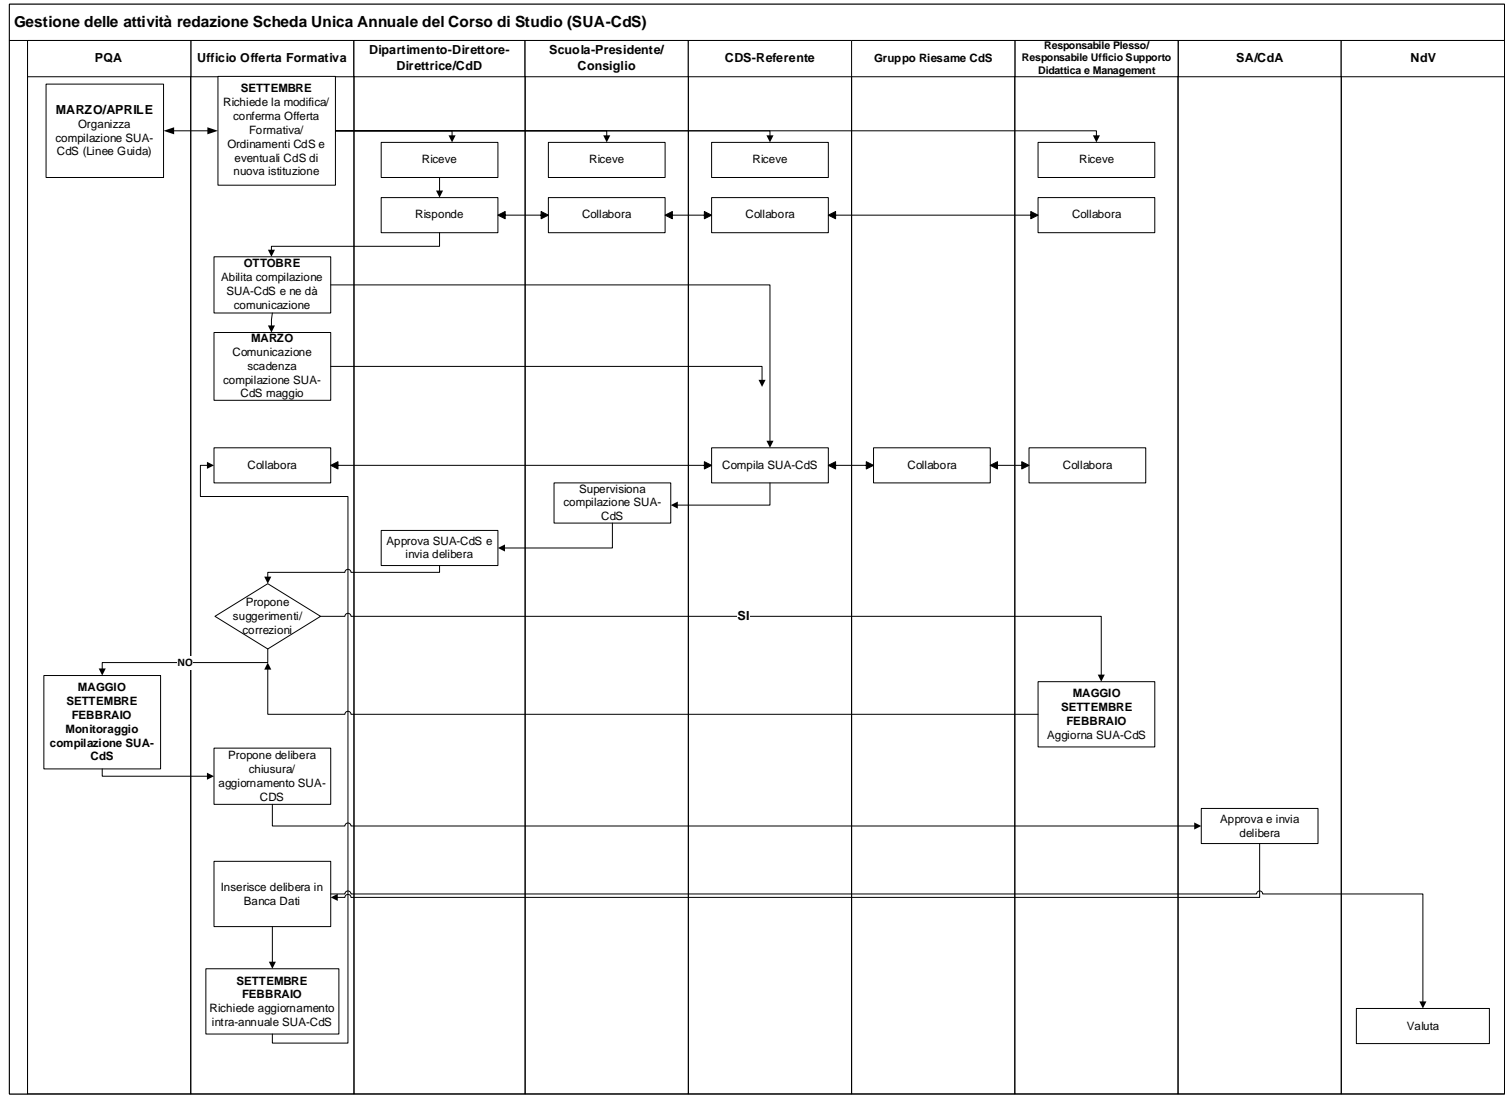 Gestione delle attività redazione Scheda Unica Annuale del Corso di Studio (SUA-CdS)
PQA
Ufficio Offerta Formativa
Dipartimento-Direttore-
Direttrice/CdD
Scuola-Presidente/
Consiglio
CDS-Referente
Gruppo Riesame CdS
Responsabile Plesso/
Responsabile Ufficio Supporto
Didattica e Management
SA/CdA
NdV
MARZO/APRILE
Organizza
compilazione SUA-
CdS (Linee Guida)
SETTEMBRE
Richiede la modifica/
conferma Offerta
Formativa/
Ordinamenti CdS e
eventuali CdS di
nuova istituzione
Riceve
Riceve
Riceve
Riceve
Risponde
Collabora
Collabora
Collabora
OTTOBRE
Abilita compilazione
SUA-CdS e ne dà
comunicazione
MARZO
Comunicazione
scadenza
compilazione SUA-
CdS maggio
Collabora
Compila SUA-CdS
Collabora
Collabora
Supervisiona
compilazione SUA-
CdS
Approva SUA-CdS e
invia delibera
Propone
suggerimenti/
correzioni
SI
NO
MAGGIO
SETTEMBRE
FEBBRAIO
Monitoraggio
compilazione SUA-
CdS
MAGGIO
SETTEMBRE
FEBBRAIO
Aggiorna SUA-CdS
Propone delibera
chiusura/
aggiornamento SUA-
CDS
Approva e invia
delibera
Inserisce delibera in
Banca Dati
SETTEMBRE
FEBBRAIO
Richiede aggiornamento
intra-annuale SUA-CdS
Valuta